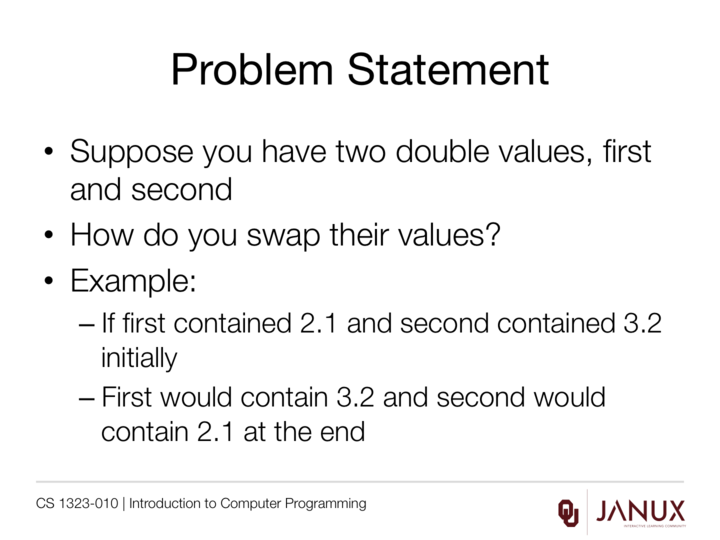 Problem Statement
• Suppose you have two double values, first
and second
• How do you swap their values?
• Example:
– If first contained 2.1 and second contained 3.2
initially
– First would contain 3.2 and second would
contain 2.1 at the end
CS 1323-010 | Introduction to Computer Programming
OU
JANUX
INTERACTIVE LEARNING COMMUNITY